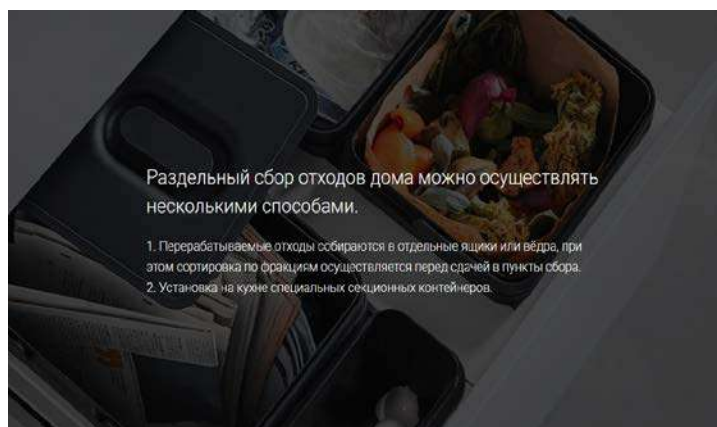 Раздельный сбор отходов дома можно осуществлять
несколькими способами.
1. Перерабатываемые отходы собираются в отдельные ящики или вёдра, при
этом сортировка по фракциям осуществляется перед сдачей в пункты сбора.
2. Установка на кухне специальных секционных контейнеров.